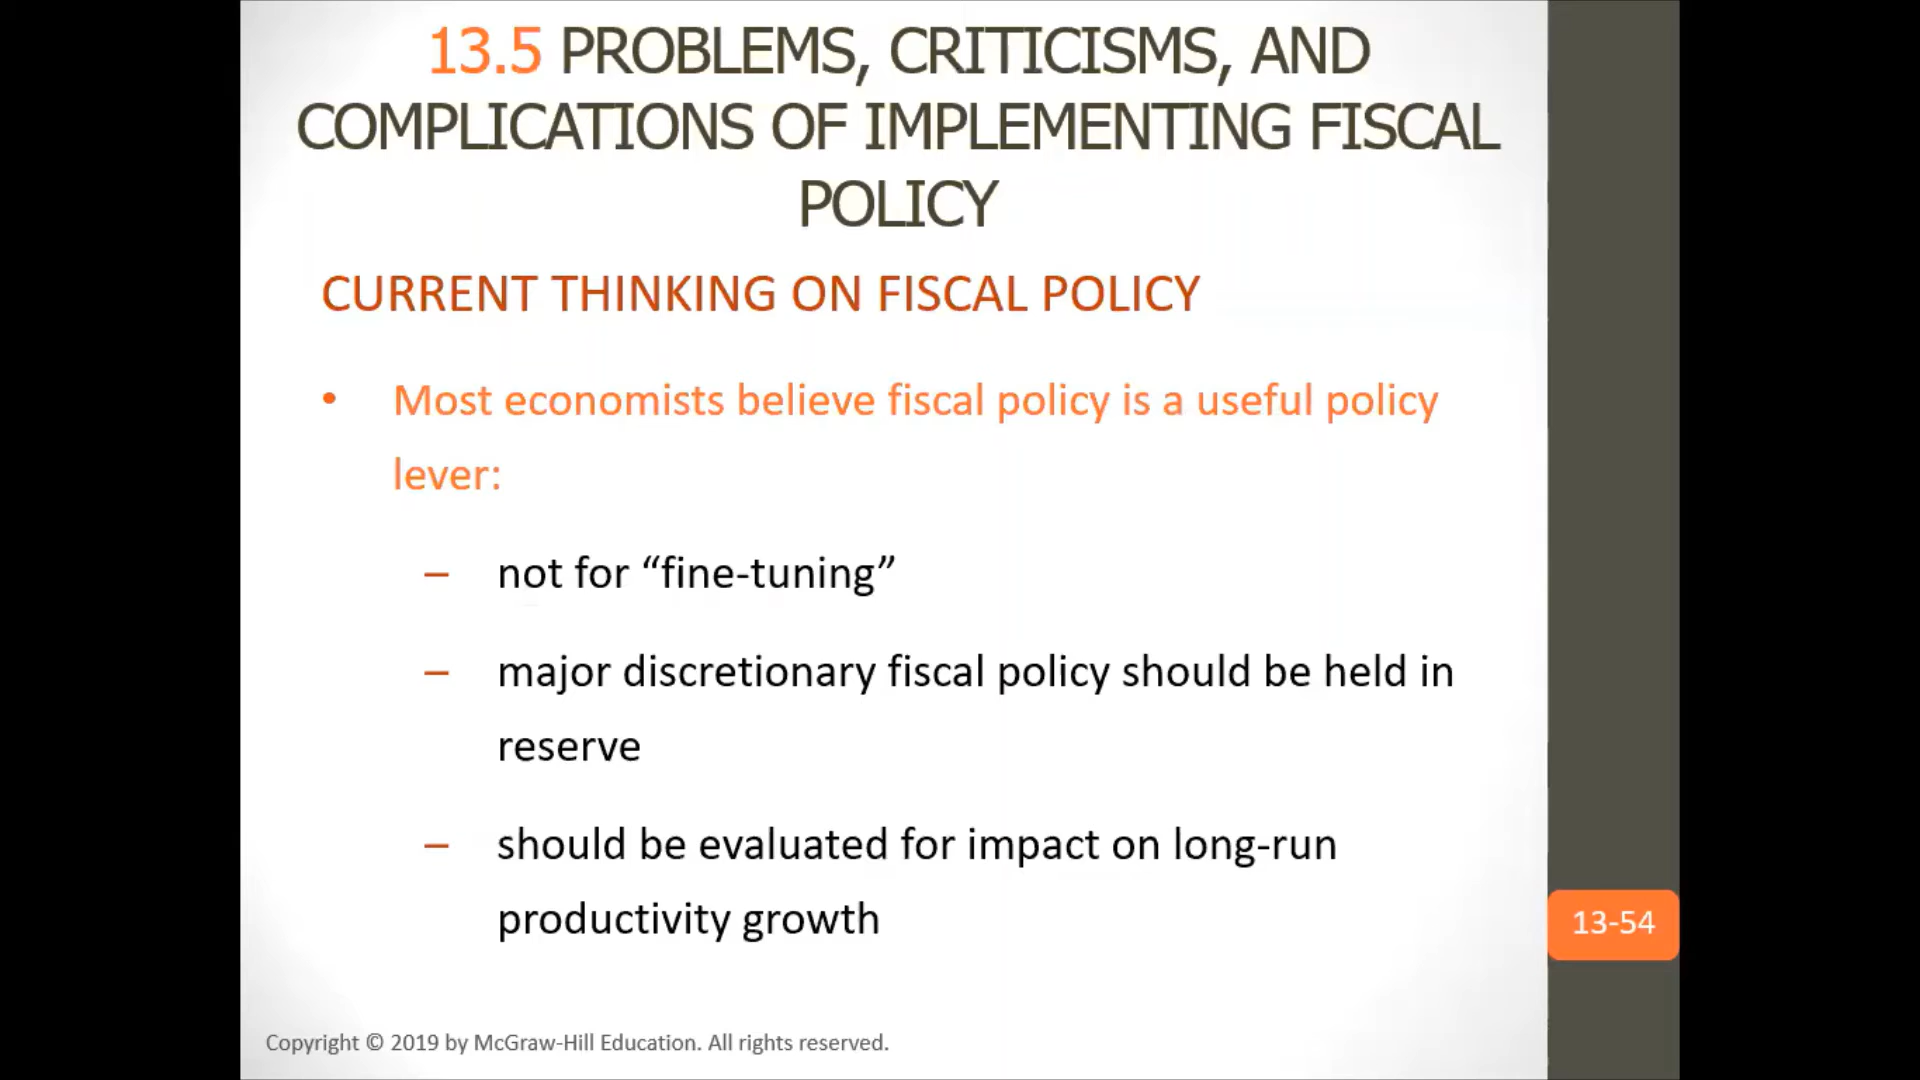 13.5 PROBLEMS, CRITICISMS, AND
COMPLICATIONS OF IMPLEMENTING FISCAL
POLICY
CURRENT THINKING ON FISCAL POLICY
• Most economists believe fiscal policy is a useful policy
lever:
– not for “fine-tuning”
– major discretionary fiscal policy should be held in
reserve
– should be evaluated for impact on long-run
productivity growth
13-54
Copyright © 2019 by McGraw-Hill Education. All rights reserved.